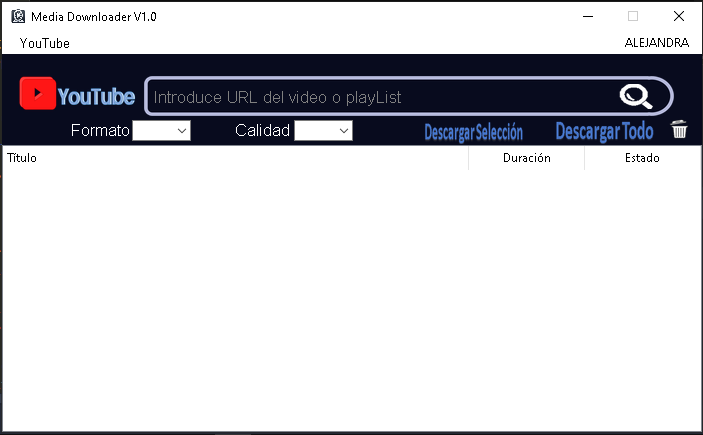 Media Downloader V1.0
YouTube ALEJANDRA
YouTube Introduce URL del video o playList
Formato Calidad Descargar Selección Descargar Todo
Título Duración Estado